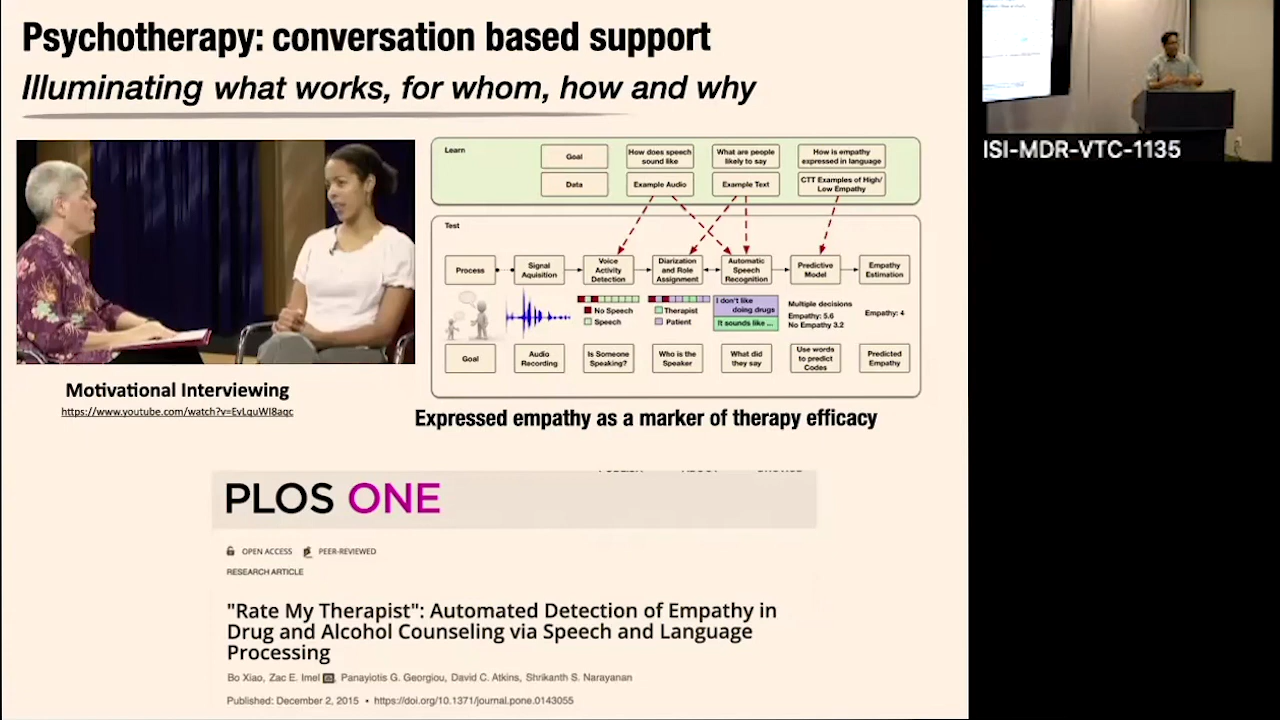 Psychotherapy: conversation based support
Illuminating what works, for whom, how and why
ISI-MDR-VTC-1135
Learn
Goal
How does speech
sound like
What are people
likely to say
How is empathy
expressed in language
Data
Example Audio
Example Text
CTT Examples of High/
Low Empathy
Test
Process
Signal
Aquisition
Voice
Activity
Detection
Diarization
and Role
Assignment
Automatic
Speech
Recognition
Predictive
Model
Empathy
Estimation
No Speech
Speech
Therapist
Patient
I don't like
doing drugs
It sounds like ...
Multiple decisions
Empathy: 5.6
No Empathy 3.2
Empathy: 4
Goal
Audio
Recording
Is Someone
Speaking?
Who is the
Speaker
What did
they say
Use words
to predict
Codes
Predicted
Empathy
Motivational Interviewing
https://www.youtube.com/watch?v=EvLquWI8aqc
Expressed empathy as a marker of therapy efficacy
PLOS ONE
OPEN ACCESS PEER-REVIEWED
RESEARCH ARTICLE
"Rate My Therapist": Automated Detection of Empathy in
Drug and Alcohol Counseling via Speech and Language
Processing
Bo Xiao, Zac E. Imel, Panayiotis G. Georgiou, David C. Atkins, Shrikanth S. Narayanan
Published: December 2, 2015 • https://doi.org/10.1371/journal.pone.0143055